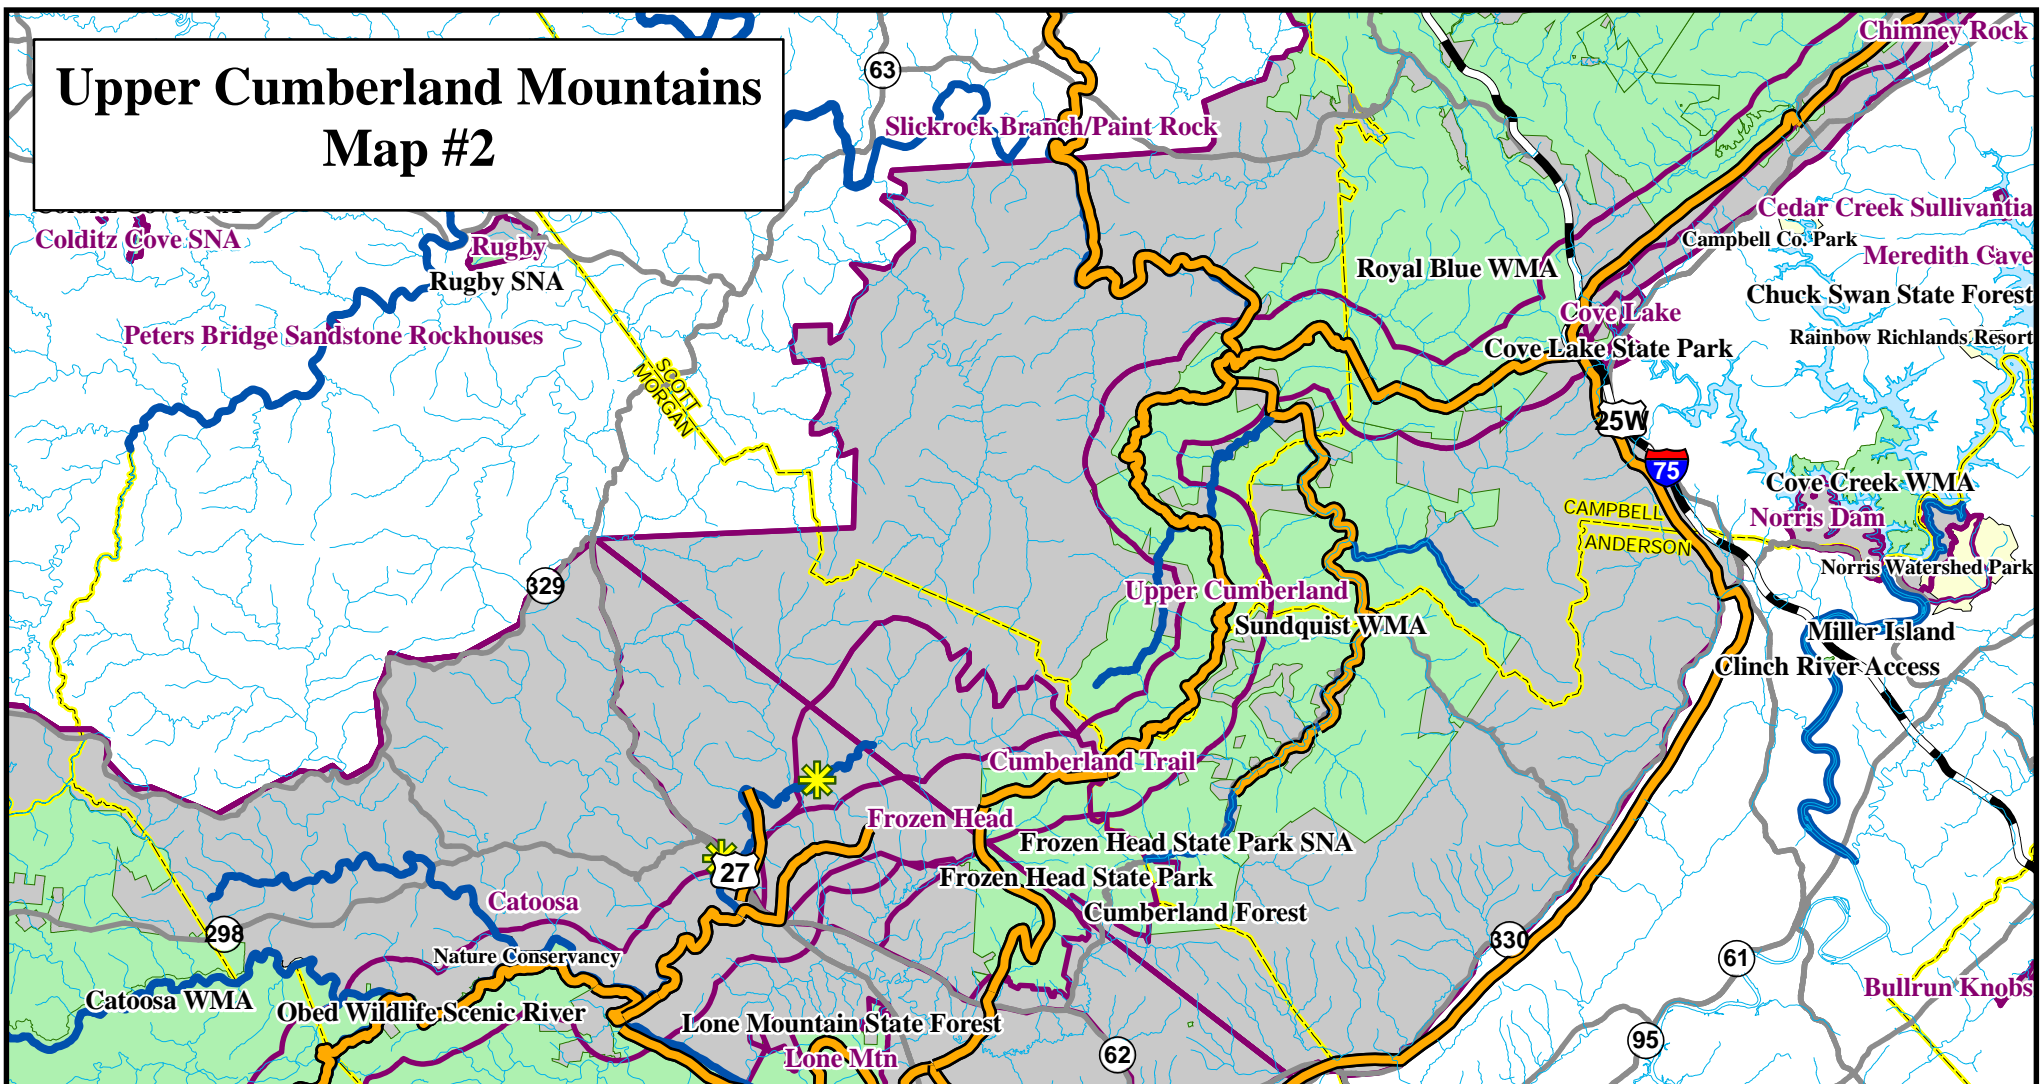 Upper Cumberland Mountains
Map #2
Chimney Rock
63
Slickrock Branch/Paint Rock
Colditz Cove SNA
Colditz Cove SNA
Rugby
Rugby SNA
Cedar Creek Sullivantia
Campbell Co. Park
Meredith Cave
Royal Blue WMA
Chuck Swan State Forest
Cove Lake
Peters Bridge Sandstone Rockhouses
Rainbow Richlands Resort
Cove Lake State Park
SCOTT
MORGAN
25W
75
Cove Creek WMA
CAMPBELL
Norris Dam
ANDERSON
Norris Watershed Park
329
Upper Cumberland
Sundquist WMA
Miller Island
Clinch River Access
Cumberland Trail
Frozen Head
Frozen Head State Park SNA
27
Frozen Head State Park
Catoosa
Cumberland Forest
298
330
Nature Conservancy
61
Bullrun Knobs
Catoosa WMA
Obed Wildlife Scenic River
Lone Mountain State Forest
95
62
Lone Mtn